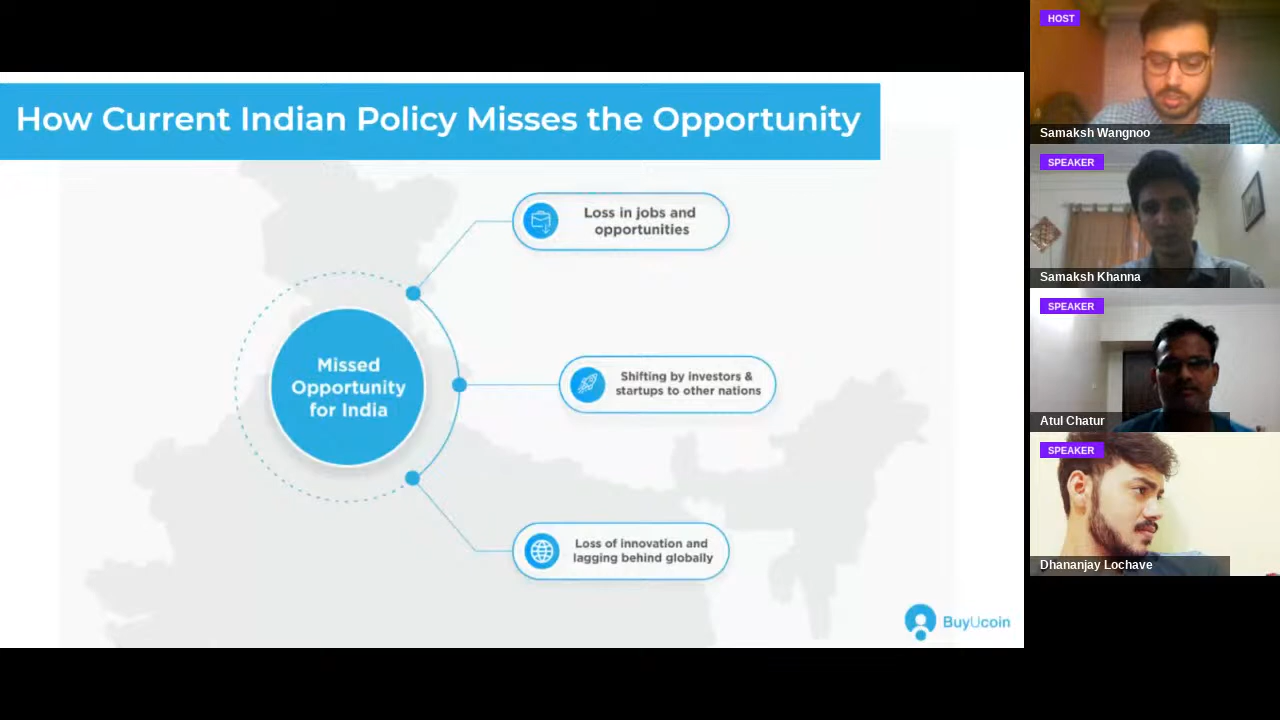 How Current Indian Policy Misses the Opportunity
Loss in jobs and
opportunities
Missed
Opportunity
for India
Shifting by investors &
startups to other nations
Loss of innovation and
lagging behind globally
BuyUcoin
HOST
Samaksh Wangnoo
SPEAKER
Samaksh Khanna
SPEAKER
Atul Chatur
SPEAKER
Dhananjay Lochave